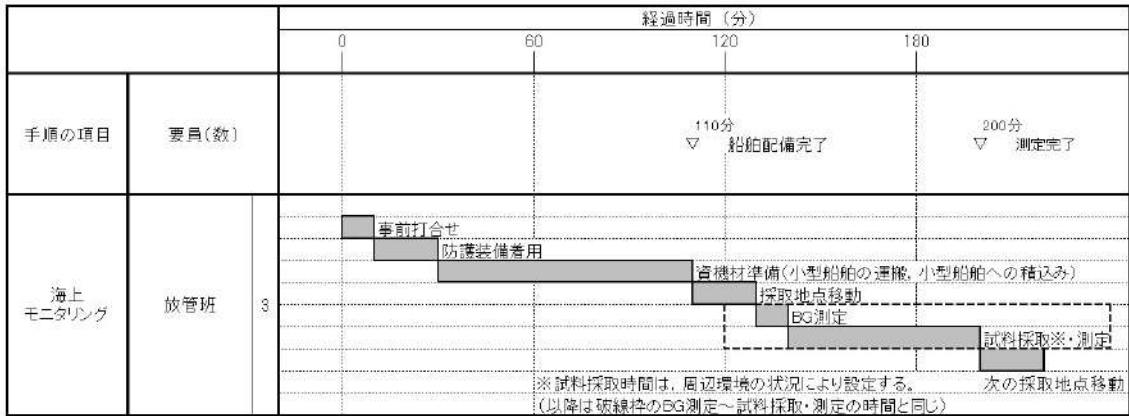 経過時間（分）
0 60 120 180
手順の項目 要員(数)
110分
▽ 船舶配備完了
200分
▽ 測定完了
海上
モニタリング
放管班
3
事前打合せ
防護装備着用
資機材準備(小型船舶の運搬，小型船舶への積込み)
採取地点移動
BG測定
試料採取※・測定
次の採取地点移動
※試料採取時間は，周辺環境の状況により設定する。
(以降は破線枠のBG測定～試料採取・測定の時間と同じ)